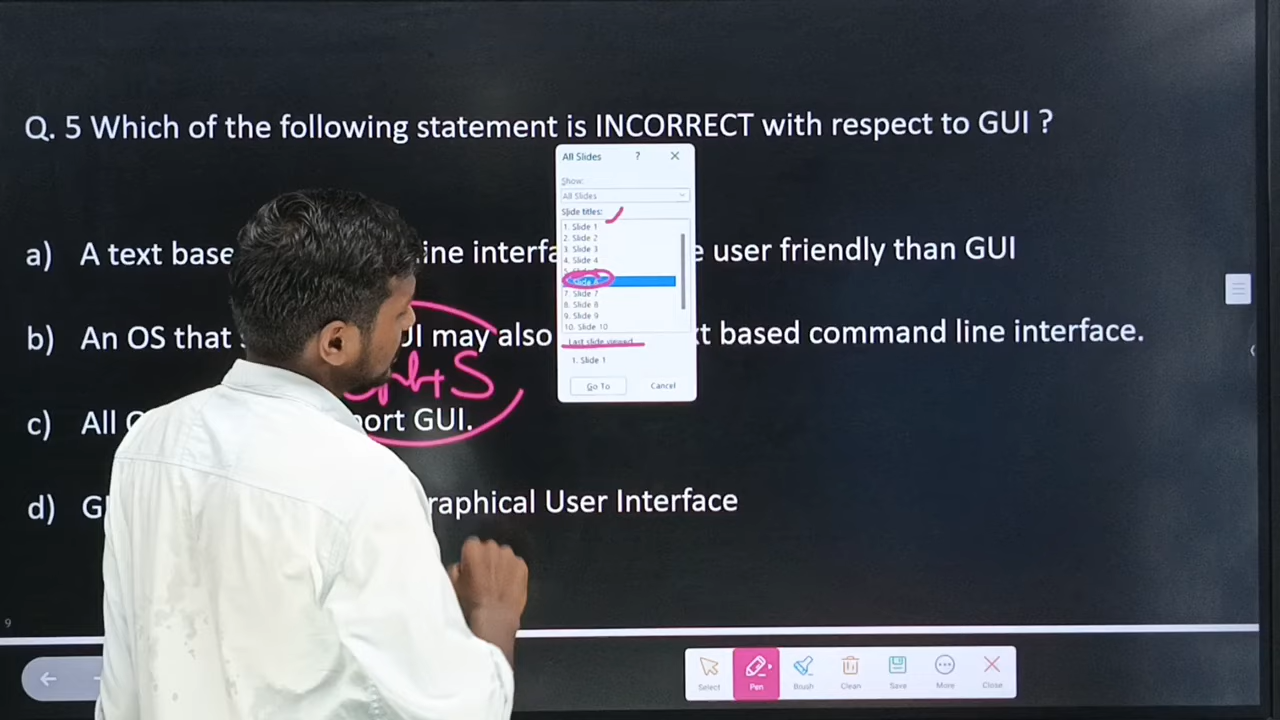 Q. 5 Which of the following statement is INCORRECT with respect to GUI ?
All Slides ? 
Show:
All Slides
Slide titles:
1. Slide 1
2. Slide 2
3. Slide 3
4. Slide 4
Slide 6
7. Slide 7
8. Slide 8
9. Slide 9
10. Slide 10
Last slide viewed
1. Slide 1
Go To Cancel
a) A text base ine interfa user friendly than GUI
b) An OS that UI may also t based command line interface.
S
c) All port GUI.
d) G raphical User Interface
9
Select Pen Brush Clean Save More Close